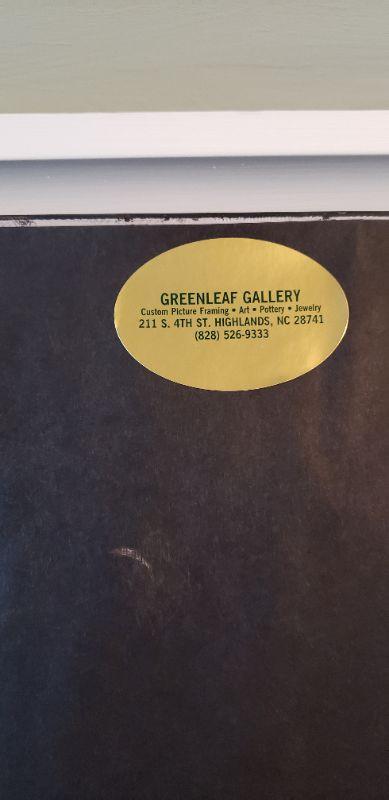 GREENLEAF GALLERY
Custom Picture Framing • Art • Pottery • Jewelry
211 S. 4TH ST. HIGHLANDS, NC 28741
(828) 526-9333